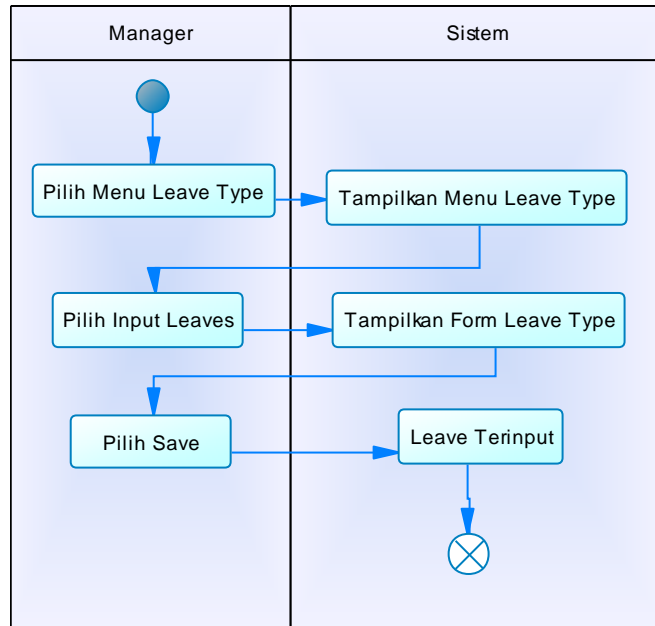 Manager
Sistem
Pilih Menu Leave Type
Tampilkan Menu Leave Type
Pilih Input Leaves
Tampilkan Form Leave Type
Pilih Save
Leave Terinput